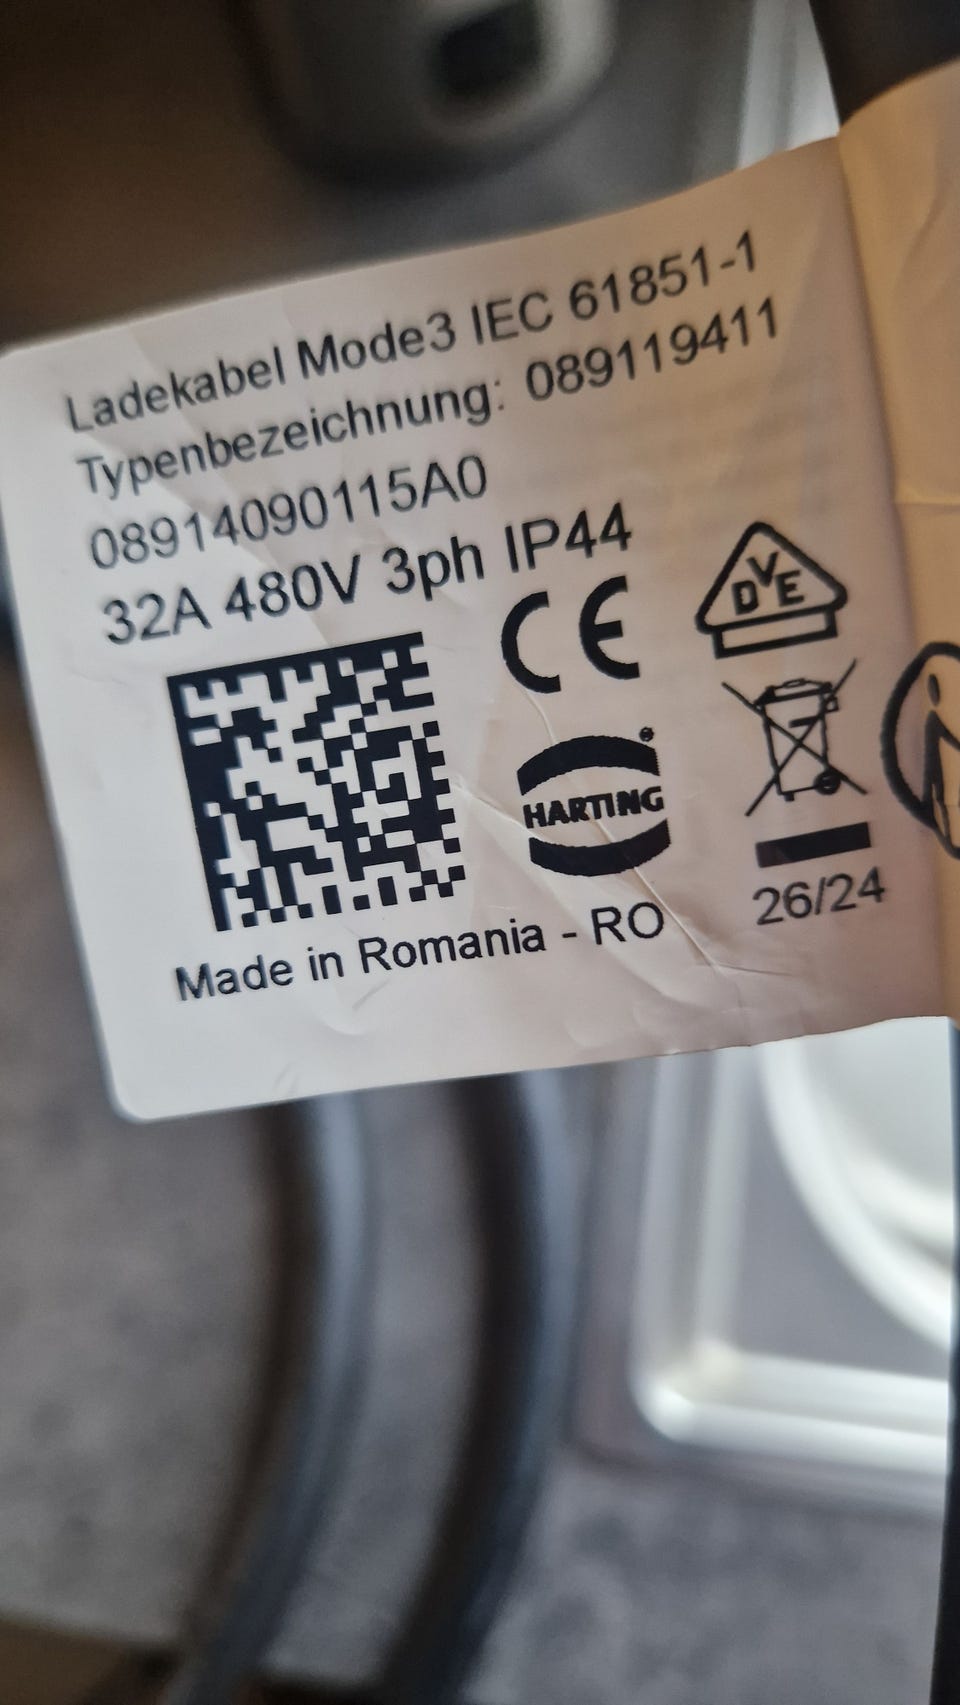 Ladekabel Mode3 IEC 61851-1
Typenbezeichnung: 089119411
08914090115A0
32A 480V 3ph IP44
CE
DVE
HARTING®
26/24
Made in Romania - RO